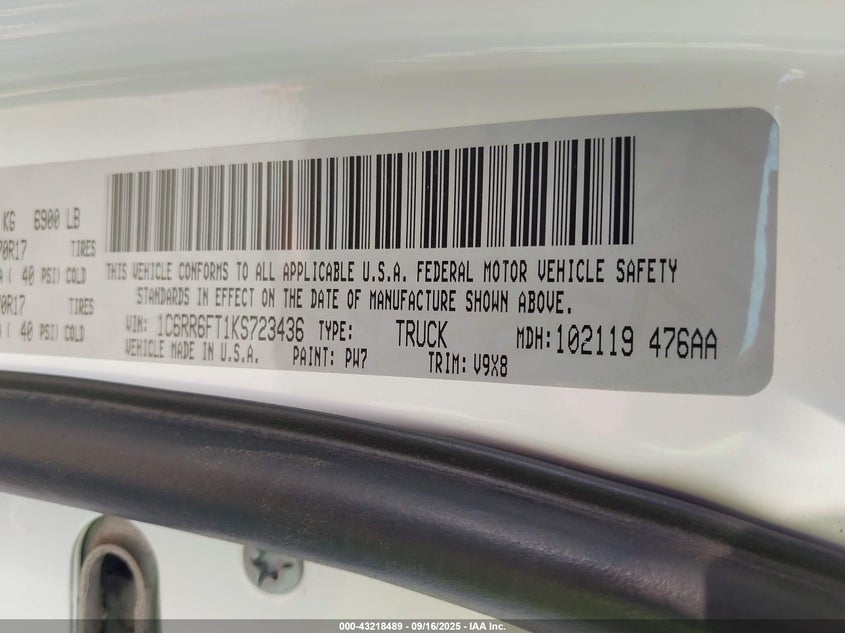 KG 6900 LB
70R17 TIRES
( 40 PSI) COLD
70R17 TIRES
( 40 PSI) COLD
THIS VEHICLE CONFORMS TO ALL APPLICABLE U.S.A. FEDERAL MOTOR VEHICLE SAFETY
STANDARDS IN EFFECT ON THE DATE OF MANUFACTURE SHOWN ABOVE.
VIN: 1C6RR6FT1KS723436 TYPE: TRUCK MDH: 102119 476AA
VEHICLE MADE IN U.S.A. PAINT: PW7 TRIM: V9X8
000-43218489 - 09/16/2025 - IAA Inc.